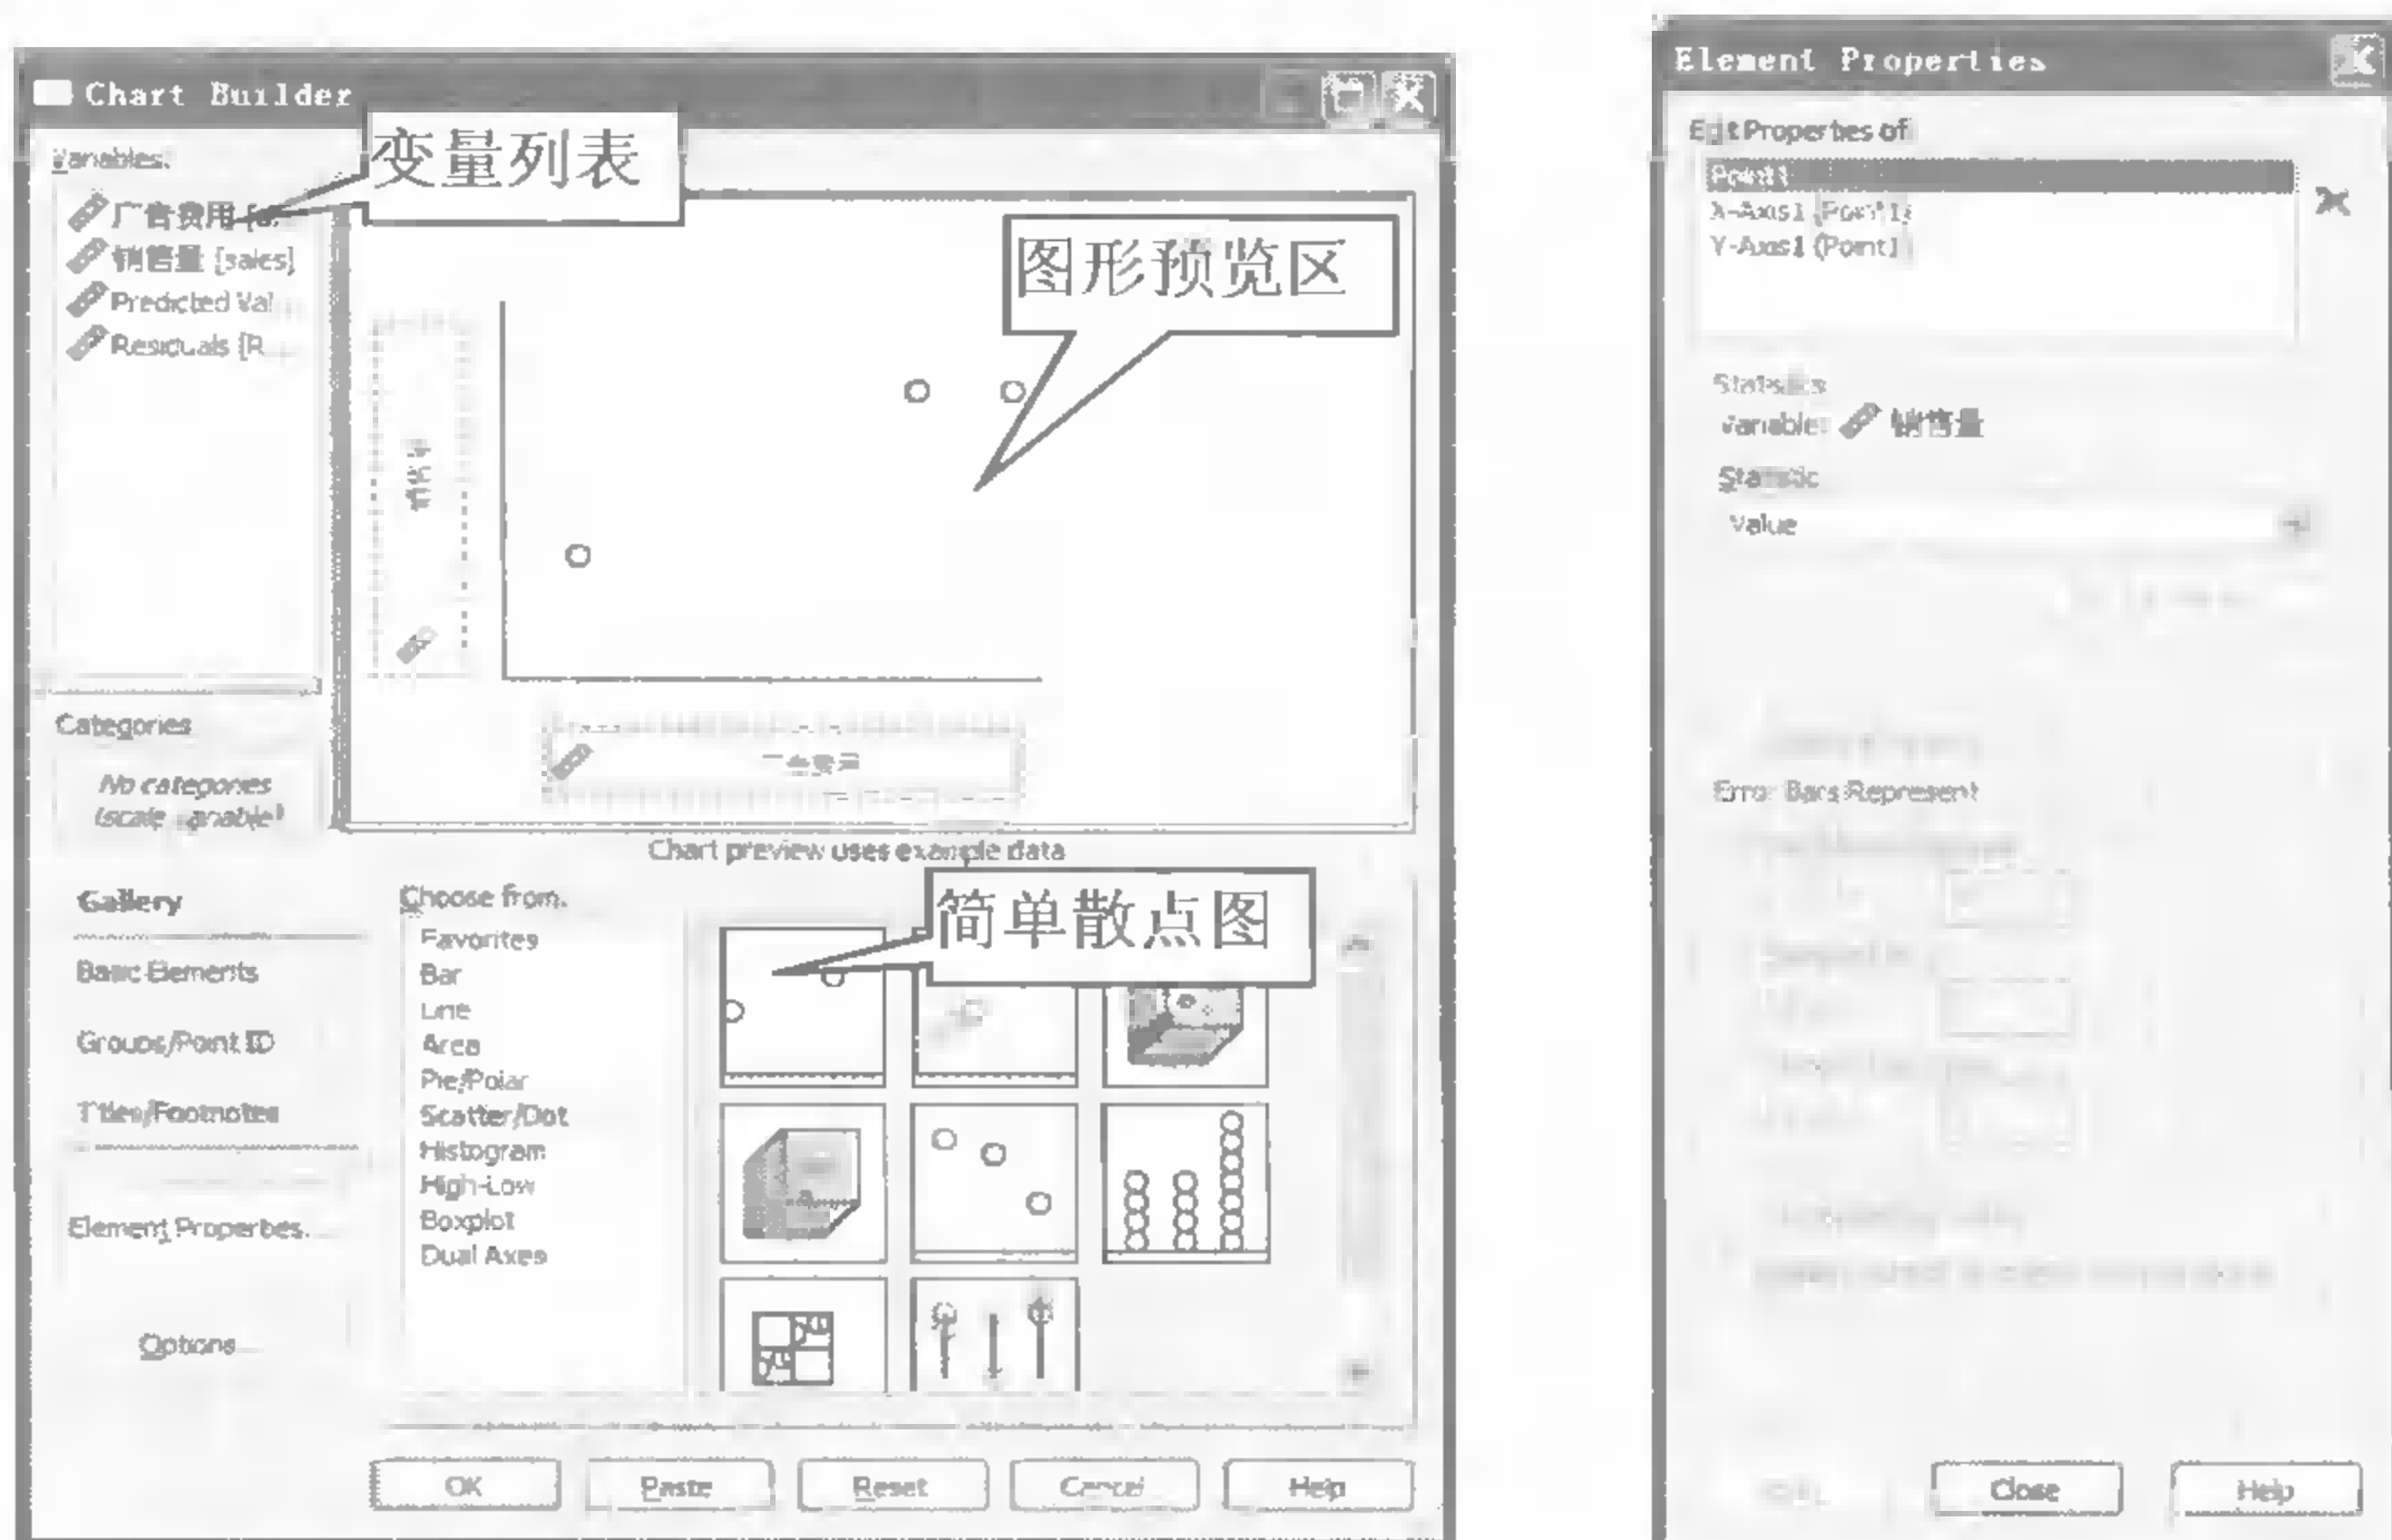 Chart Builder
Variables:
变量列表
广告费用
销售量 [sales]
Predicted Val
Residuals [R
图形预览区
Categories
No categories
(scale variable)
Chart preview uses example data
Gallery
Basic Elements
Groups/Point ID
Titles/Footnotes
Element Properties.
Options
Choose from:
Favorites
Bar
Line
Area
Pie/Polar
Scatter/Dot
Histogram
High-Low
Boxplot
Dual Axes
简单散点图
OK
Paste
Reset
Cancel
Help
Element Properties
Edit Properties of
Point1
X-Axis1 (Point1)
Y-Axis1 (Point1)
Statistics
Variable: 销售量
Statistic
Value
Error Bars Represent
Close
Help